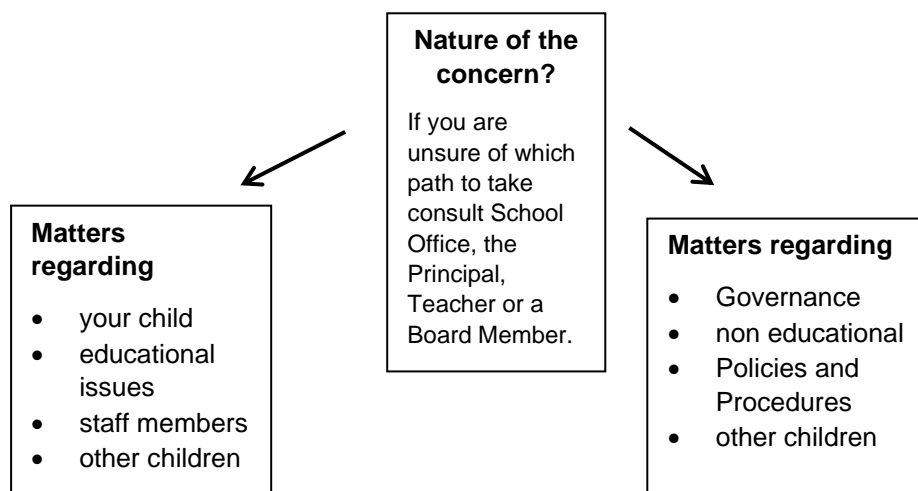 Nature of the
concern?
If you are
unsure of which
path to take
consult School
Office, the
Principal,
Teacher or a
Board Member.
Matters
regarding
• your child
• educational
issues
• staff members
• other children
Matters regarding
• Governance
• non educational
• Policies and
Procedures
• other children